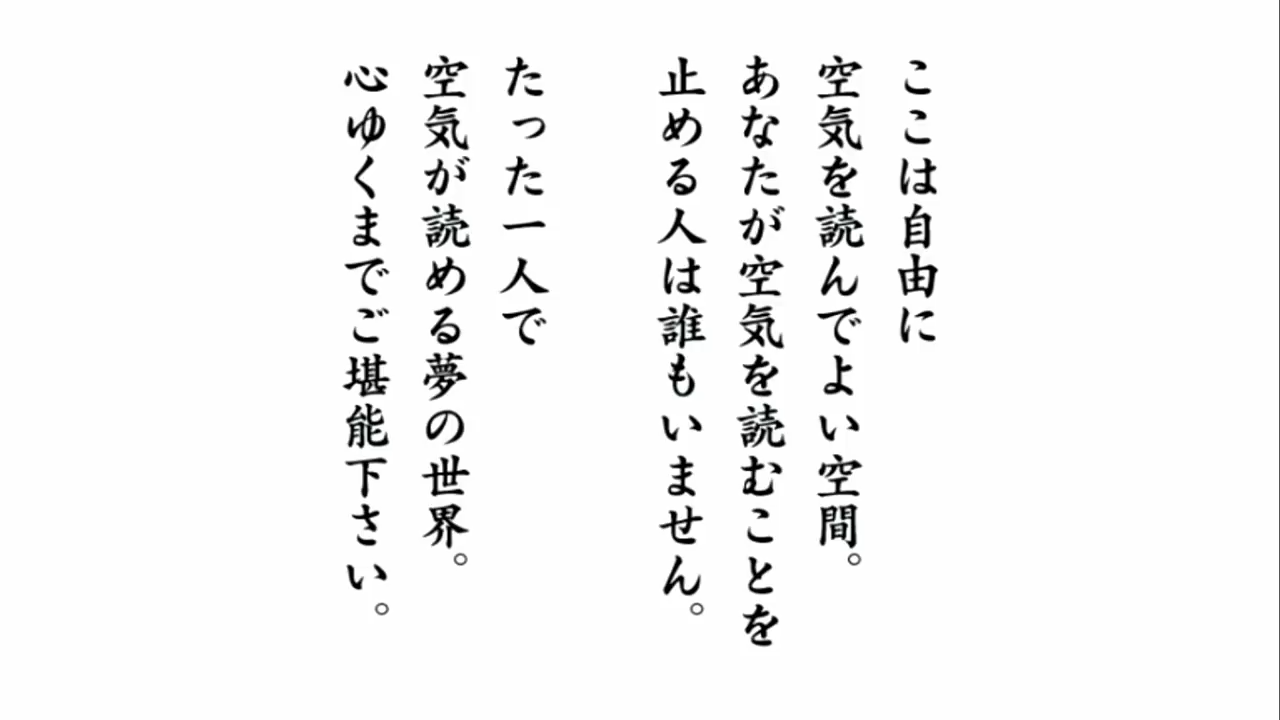 ここは自由に
空気を読んでよい空間。
あなたが空気を読むことを
止める人は誰もいません。
たった一人で
空気が読める夢の世界。
心ゆくまでご堪能下さい。